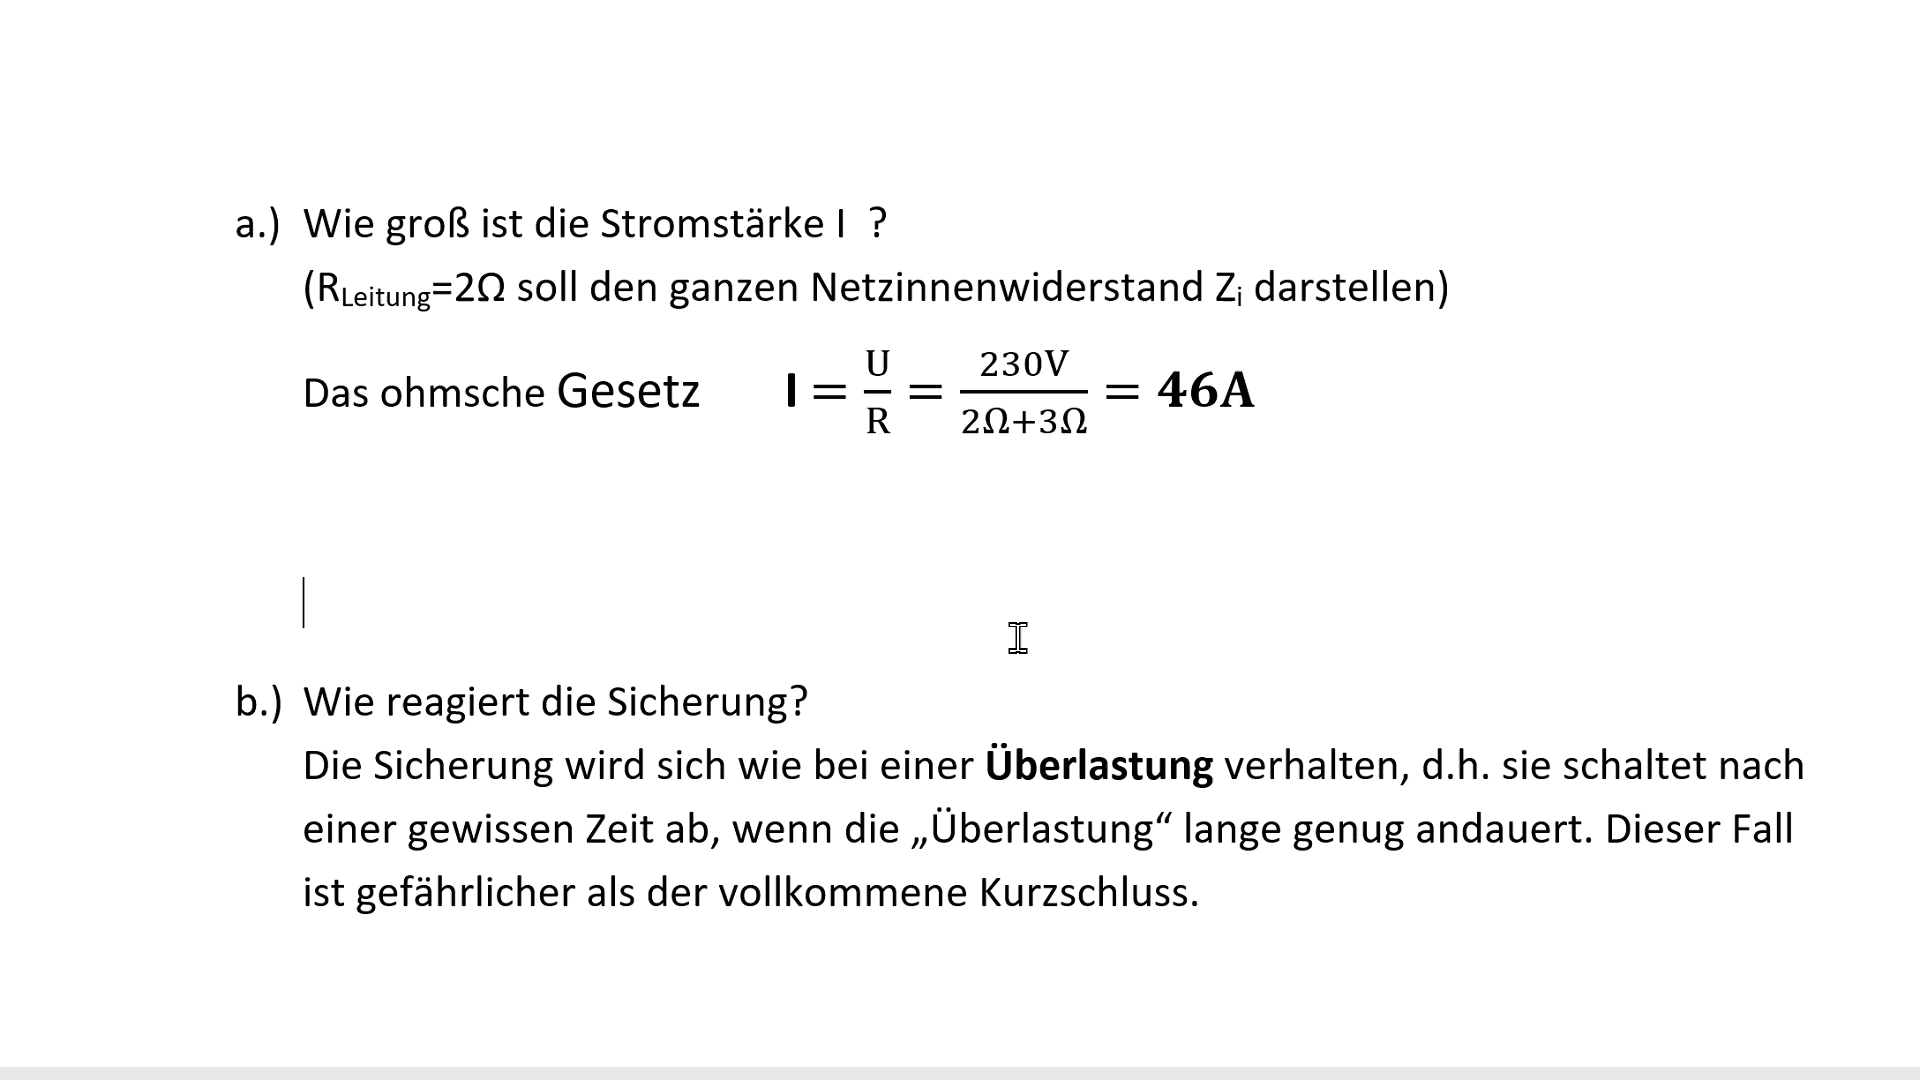 a.) Wie groß ist die Stromstärke I ?
(R_Leitung=2Ω soll den ganzen Netzinnenwiderstand Z_i darstellen)
Das ohmsche Gesetz I = U/R = 230V/(2Ω+3Ω) = 46A
b.) Wie reagiert die Sicherung?
Die Sicherung wird sich wie bei einer Überlastung verhalten, d.h. sie schaltet nach
einer gewissen Zeit ab, wenn die „Überlastung“ lange genug andauert. Dieser Fall
ist gefährlicher als der vollkommene Kurzschluss.